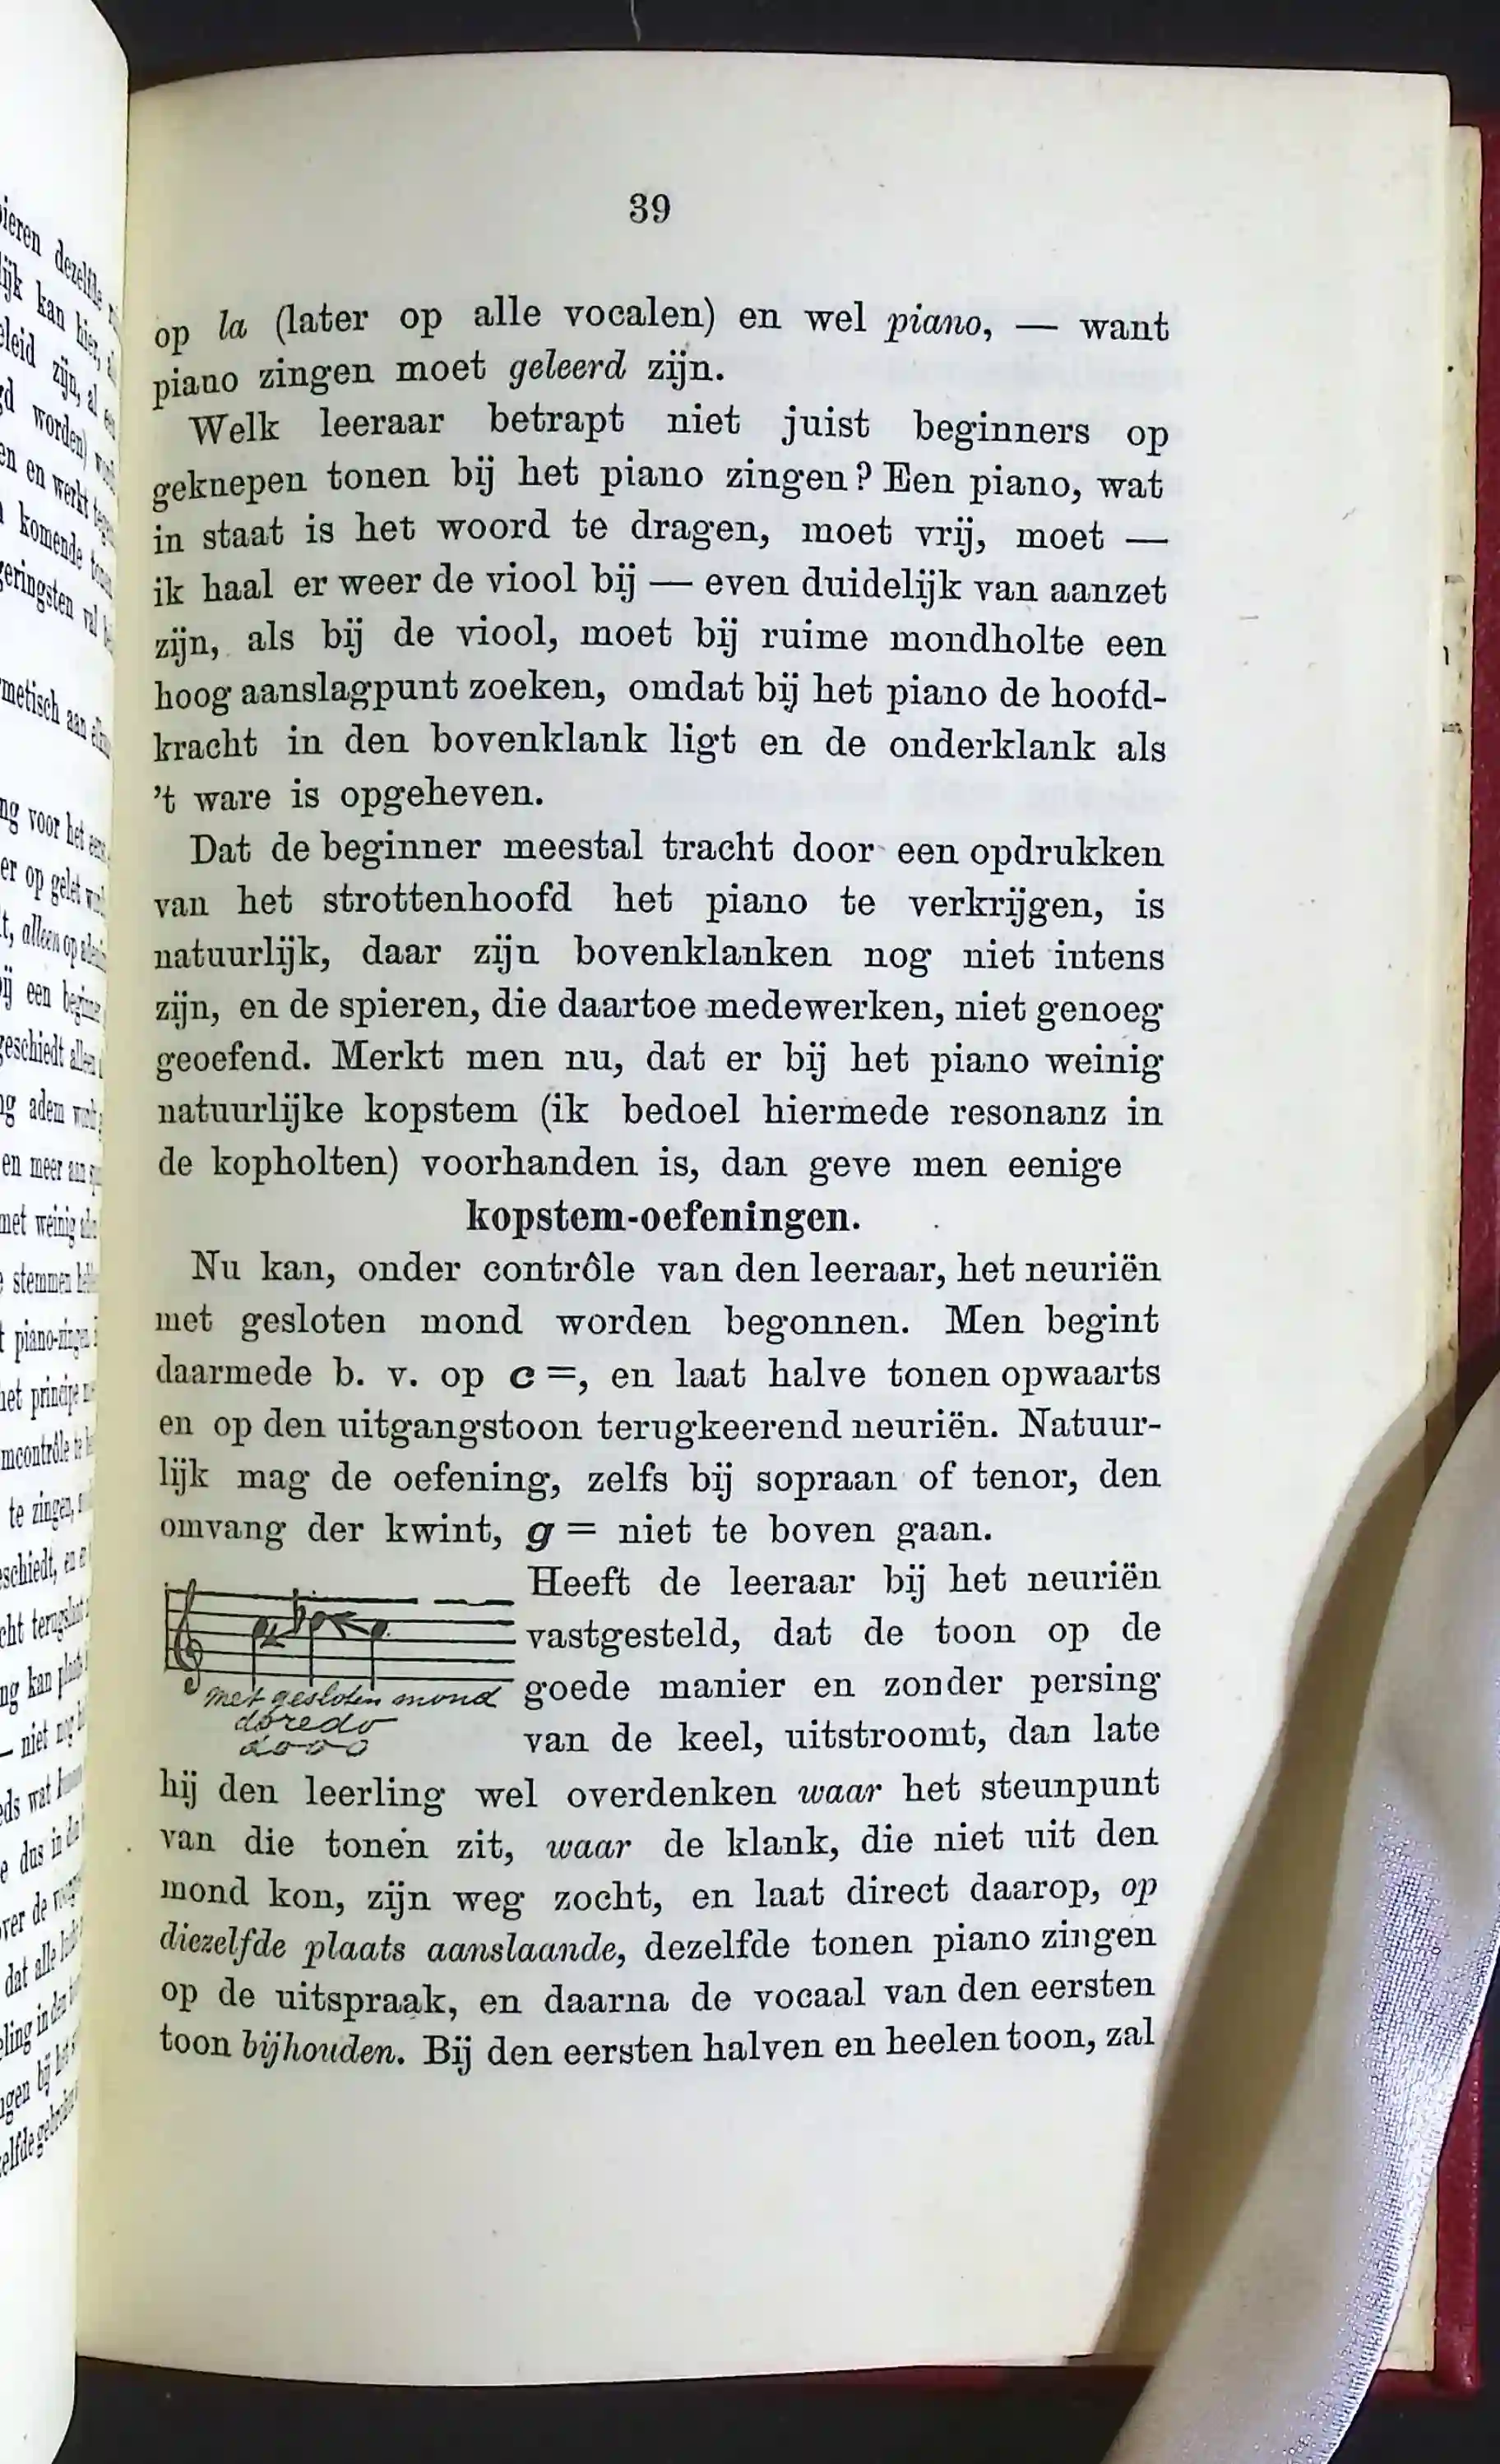 39
op la (later op alle vocalen) en wel piano, — want
piano zingen moet geleerd zijn.
Welk leeraar betrapt niet juist beginners op
geknepen tonen bij het piano zingen? Een piano, wat
in staat is het woord te dragen, moet vrij, moet —
ik haal er weer de viool bij — even duidelijk van aanzet
zijn, als bij de viool, moet bij ruime mondholte een
hoog aanslagpunt zoeken, omdat bij het piano de hoofd-
kracht in den bovenklank ligt en de onderklank als
't ware is opgeheven.
Dat de beginner meestal tracht door een opdrukken
van het strottenhoofd het piano te verkrijgen, is
natuurlijk, daar zijn bovenklanken nog niet intens
zijn, en de spieren, die daartoe medewerken, niet genoeg
geoefend. Merkt men nu, dat er bij het piano weinig
natuurlijke kopstem (ik bedoel hiermede resonanz in
de kopholten) voorhanden is, dan geve men eenige
kopstem-oefeningen.
Nu kan, onder contrôle van den leeraar, het neuriën
met gesloten mond worden begonnen. Men begint
daarmede b. v. op c =, en laat halve tonen opwaarts
en op den uitgangstoon terugkeerend neuriën. Natuur-
lijk mag de oefening, zelfs bij sopraan of tenor, den
omvang der kwint, g = niet te boven gaan.
Heeft de leeraar bij het neuriën
vastgesteld, dat de toon op de
goede manier en zonder persing
van de keel, uitstroomt, dan late
met gesloten mond
do re do
do o o
hij den leerling wel overdenken waar het steunpunt
van die tonen zit, waar de klank, die niet uit den
mond kon, zijn weg zocht, en laat direct daarop, op
diezelfde plaats aanslaande, dezelfde tonen piano zingen
op de uitspraak, en daarna de vocaal van den eersten
toon bijhouden. Bij den eersten halven en heelen toon, zal